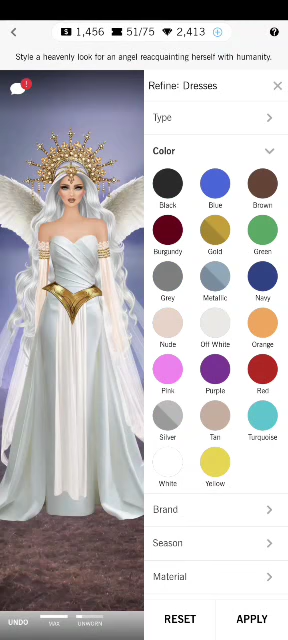 1,456 51/75 2,413
Style a heavenly look for an angel reacquainting herself with humanity.
Refine: Dresses
Type
Color
Black Blue Brown
Burgundy Gold Green
Grey Metallic Navy
Nude Off White Orange
Pink Purple Red
Silver Tan Turquoise
White Yellow
Brand
Season
Material
UNDO UNWORN
RESET APPLY